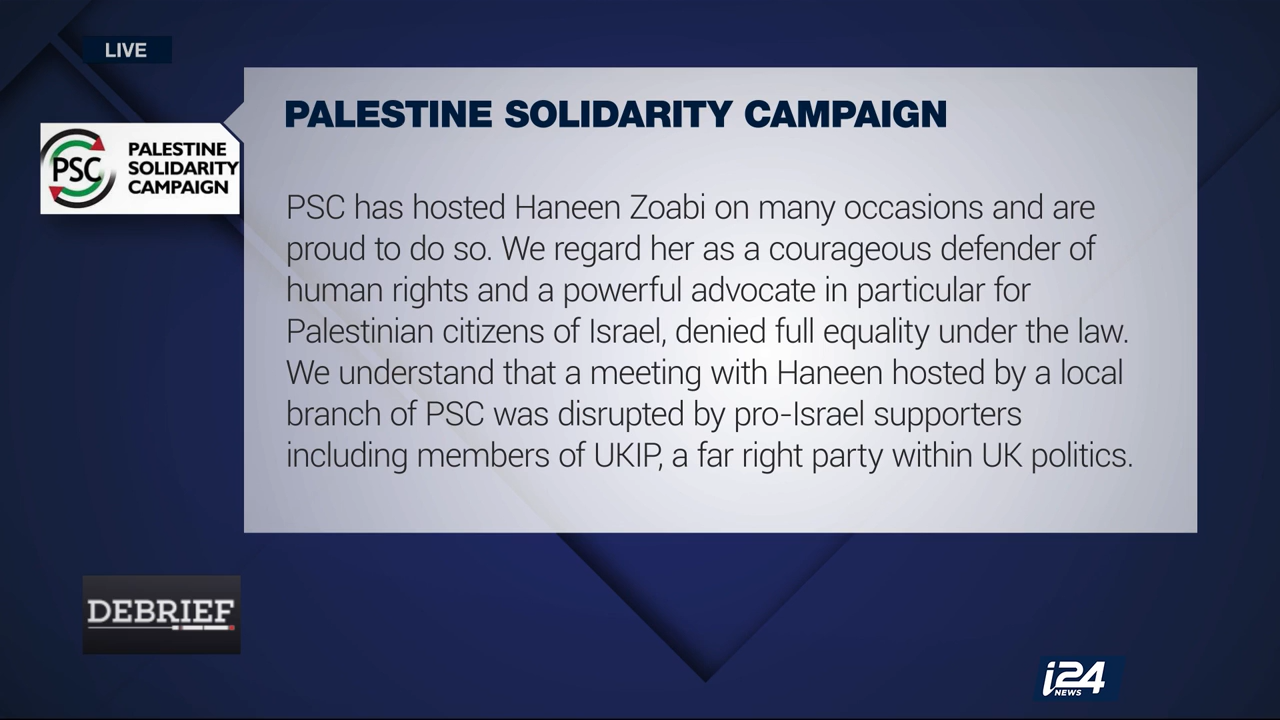 LIVE
PALESTINE SOLIDARITY CAMPAIGN
PSC
PALESTINE
SOLIDARITY
CAMPAIGN
PSC has hosted Haneen Zoabi on many occasions and are
proud to do so. We regard her as a courageous defender of
human rights and a powerful advocate in particular for
Palestinian citizens of Israel, denied full equality under the law.
We understand that a meeting with Haneen hosted by a local
branch of PSC was disrupted by pro-Israel supporters
including members of UKIP, a far right party within UK politics.
DEBRIEF
i24
NEWS